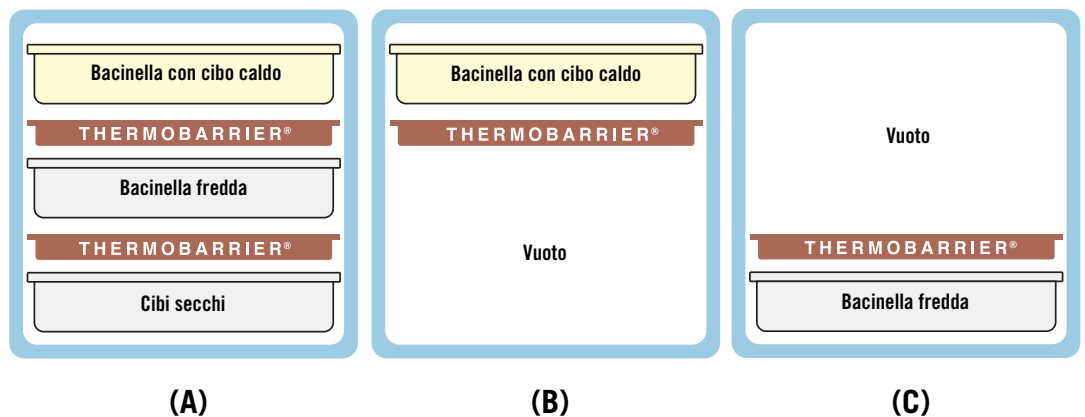 Bacinella con cibo caldo
THERMOBARRIER®
Bacinella fredda
THERMOBARRIER®
Cibi secchi
(A)
Bacinella con cibo caldo
THERMOBARRIER®
Vuoto
(B)
Vuoto
THERMOBARRIER®
Bacinella fredda
(C)